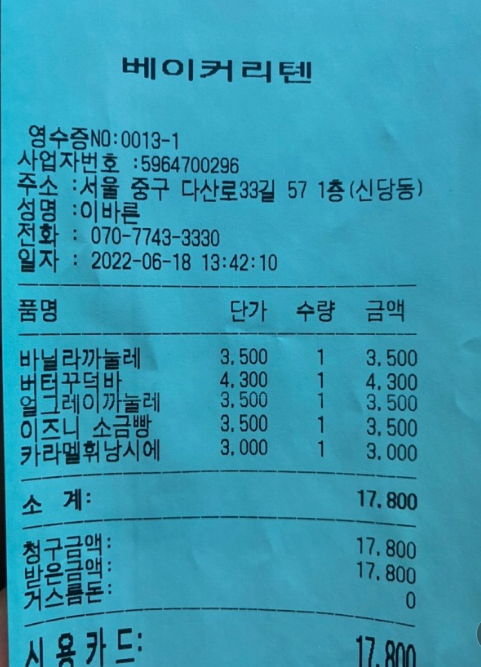 베이커리텐
영수증NO:0013-1
사업자번호 :5964700296
주소 :서울 중구 다산로33길 57 1층(신당동)
성명 :이바른
전화 : 070-7743-3330
일자 : 2022-06-18 13:42:10
품명 단가 수량 금액
바닐라까눌레 3,500 1 3,500
버터꾸덕바 4,300 1 4,300
얼그레이까눌레 3,500 1 3,500
이즈니 소금빵 3,500 1 3,500
카라멜휘낭시에 3,000 1 3,000
소 계: 17,800
청구금액: 17,800
받은금액: 17,800
거스름돈: 0
신용카드: 17,800